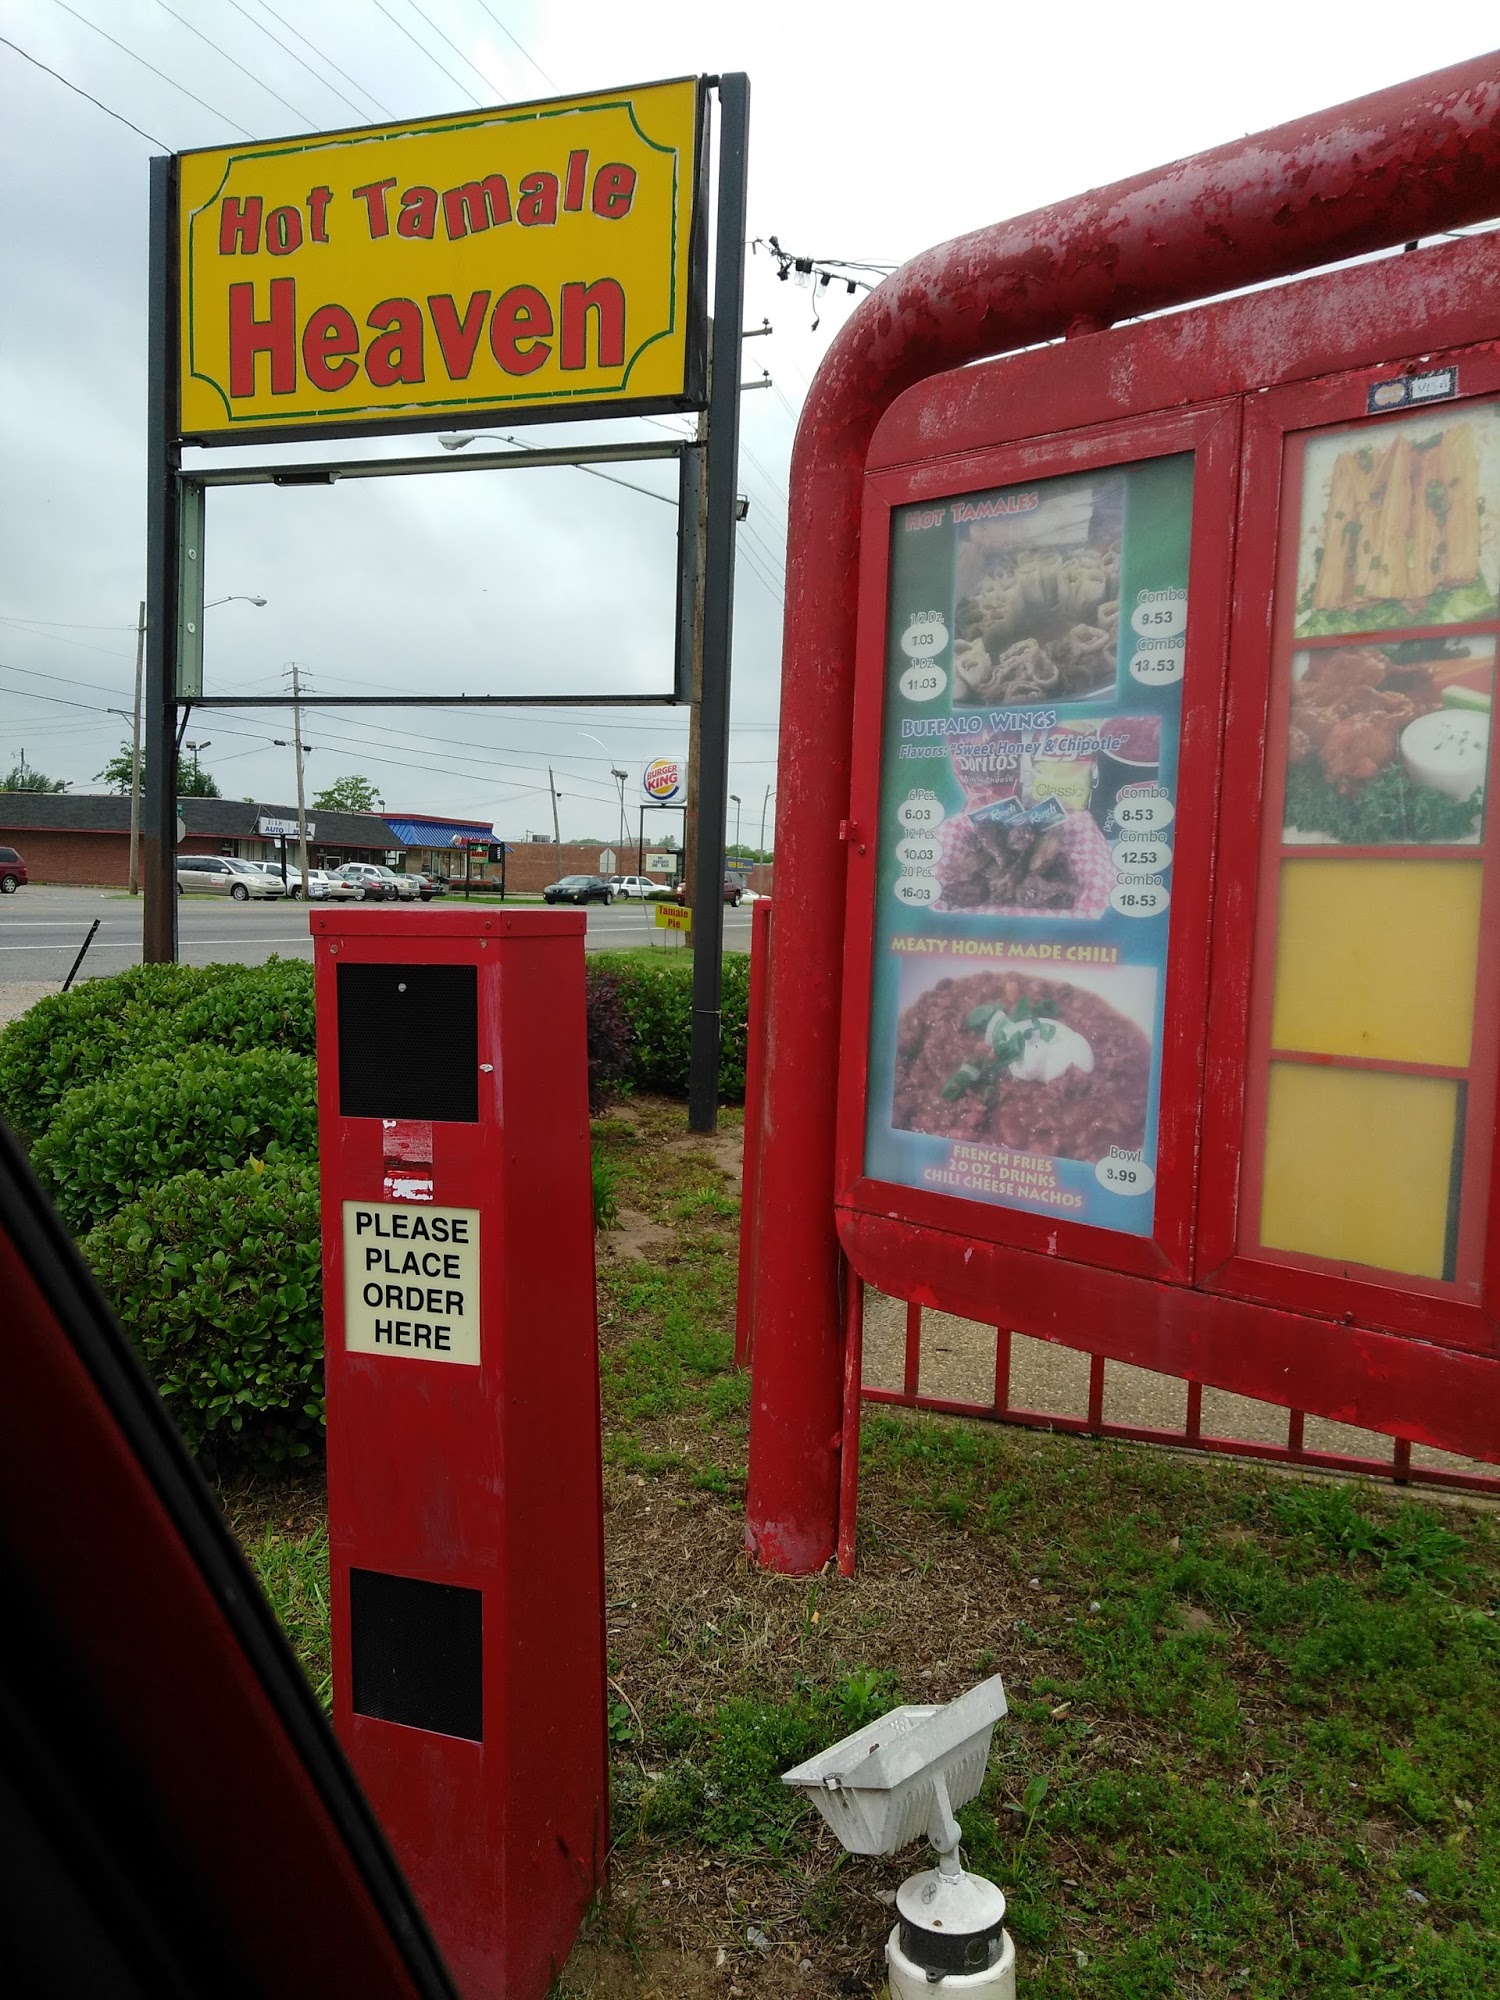 Hot Tamale
Heaven
BURGER
KING
AUTO
Tamale
Pie
PLEASE
PLACE
ORDER
HERE
VISA
HOT TAMALES
1/2 Dz.
7.03
1 Dz.
11.03
Combo
9.53
Combo
13.53
BUFFALO WINGS
Flavors: "Sweet Honey & Chipotle"
Doritos
Classic
6 Pcs.
6.03
12 Pcs.
10.03
20 Pcs.
16.03
Combo
8.53
Combo
12.53
Combo
18.53
MEATY HOME MADE CHILI
Bowl
3.99
FRENCH FRIES
20 OZ. DRINKS
CHILI CHEESE NACHOS